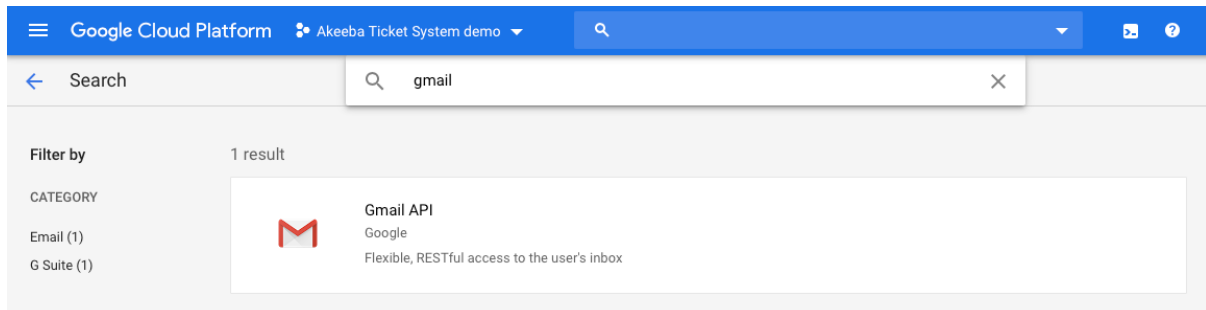 Google Cloud Platform Akeeba Ticket System demo
Search gmail
Filter by 1 result
CATEGORY
Email (1)
G Suite (1)
Gmail API
Google
Flexible, RESTful access to the user's inbox